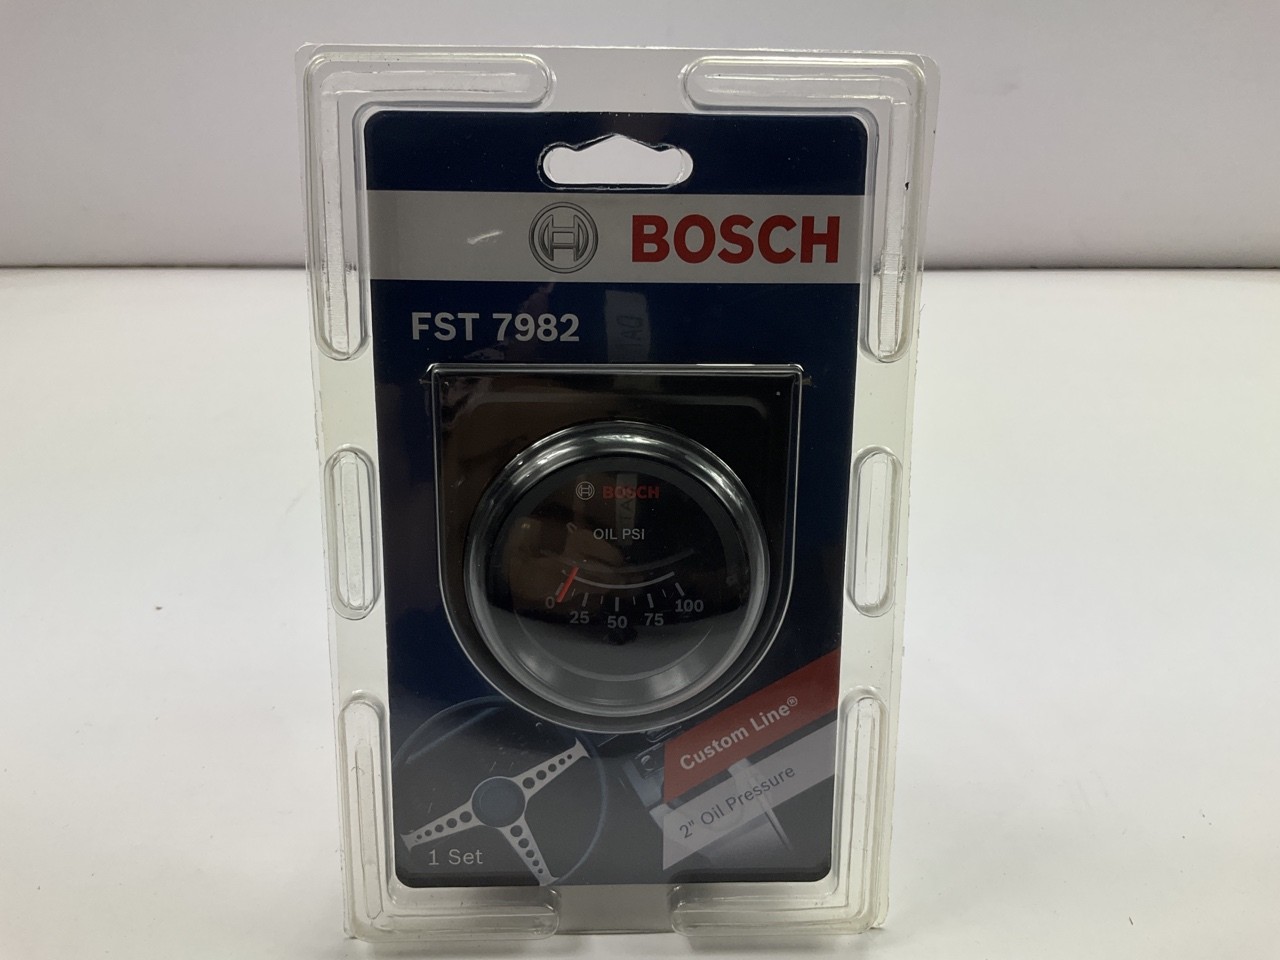 BOSCH
FST 7982
BOSCH
OIL PSI
0 25 50 75 100
Custom Line®
2" Oil Pressure
1 Set